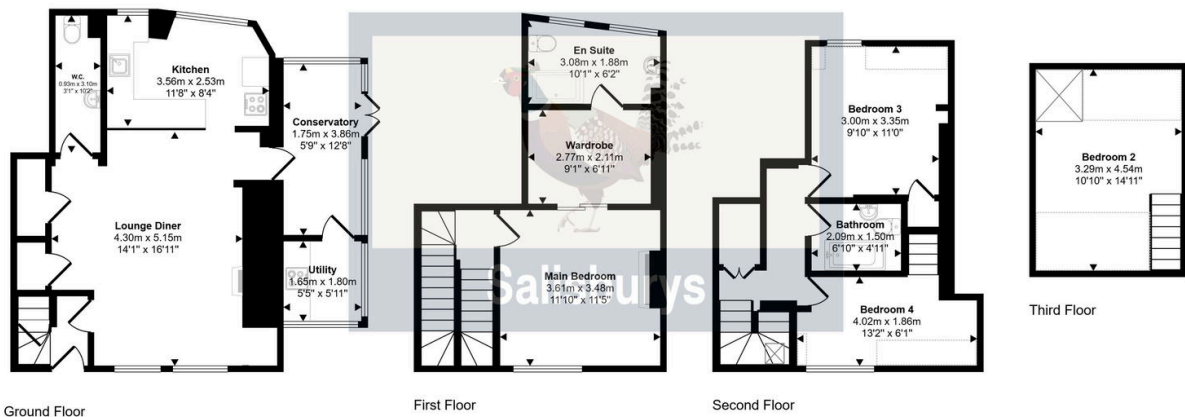 W.C.
0.93m x 3.10m
3'1" x 10'2"
Kitchen
3.56m x 2.53m
11'8" x 8'4"
Conservatory
1.75m x 3.86m
5'9" x 12'8"
Lounge Diner
4.30m x 5.15m
14'1" x 16'11"
Utility
1.65m x 1.80m
5'5" x 5'11"
Ground Floor
En Suite
3.08m x 1.88m
10'1" x 6'2"
Wardrobe
2.77m x 2.11m
9'1" x 6'11"
Main Bedroom
3.61m x 3.48m
11'10" x 11'5"
Salisburys
First Floor
Bedroom 3
3.00m x 3.35m
9'10" x 11'0"
Bathroom
2.09m x 1.50m
6'10" x 4'11"
Bedroom 4
4.02m x 1.86m
13'2" x 6'1"
Second Floor
Bedroom 2
3.29m x 4.54m
10'10" x 14'11"
Third Floor